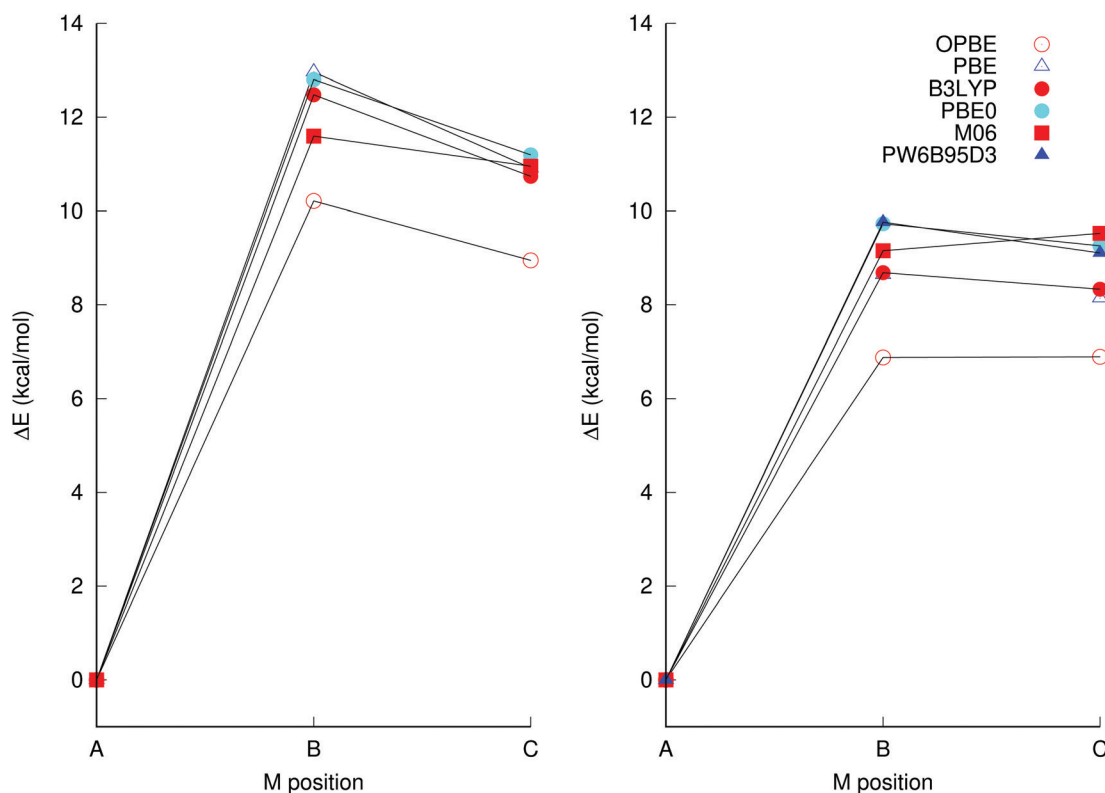 14
12
10
8
6
4
2
0
ΔE (kcal/mol)
A B C
M position
14
12
10
8
6
4
2
0
ΔE (kcal/mol)
A B C
M position
OPBE
PBE
B3LYP
PBE0
M06
PW6B95D3